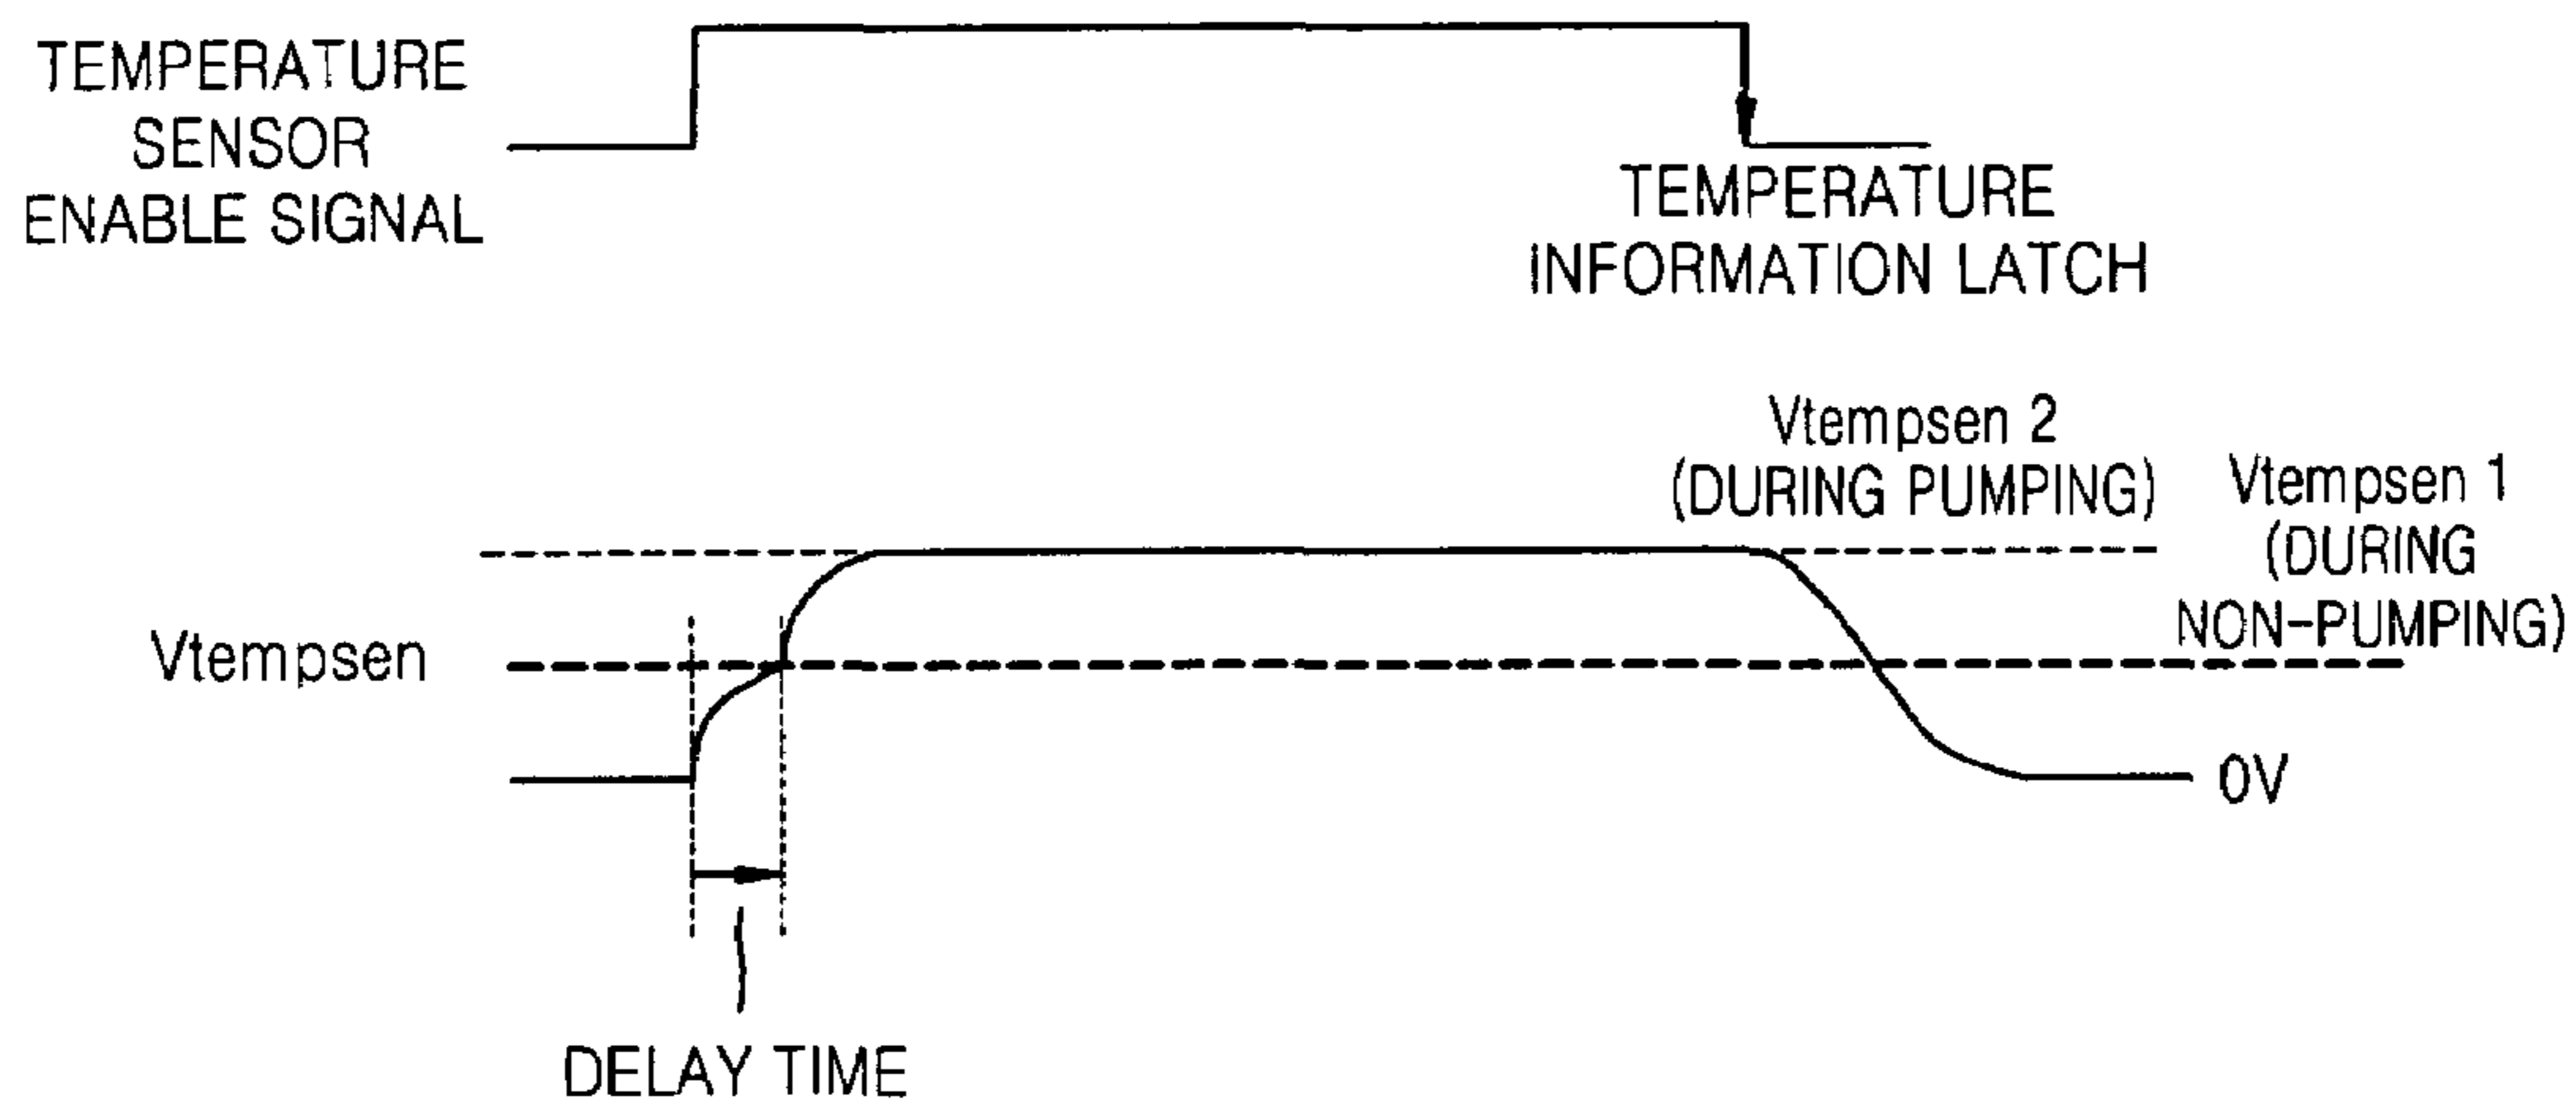 TEMPERATURE
SENSOR
ENABLE SIGNAL
TEMPERATURE
INFORMATION LATCH
Vtempsen 2
(DURING PUMPING)
Vtempsen 1
(DURING
NON-PUMPING)
Vtempsen
0V
DELAY TIME